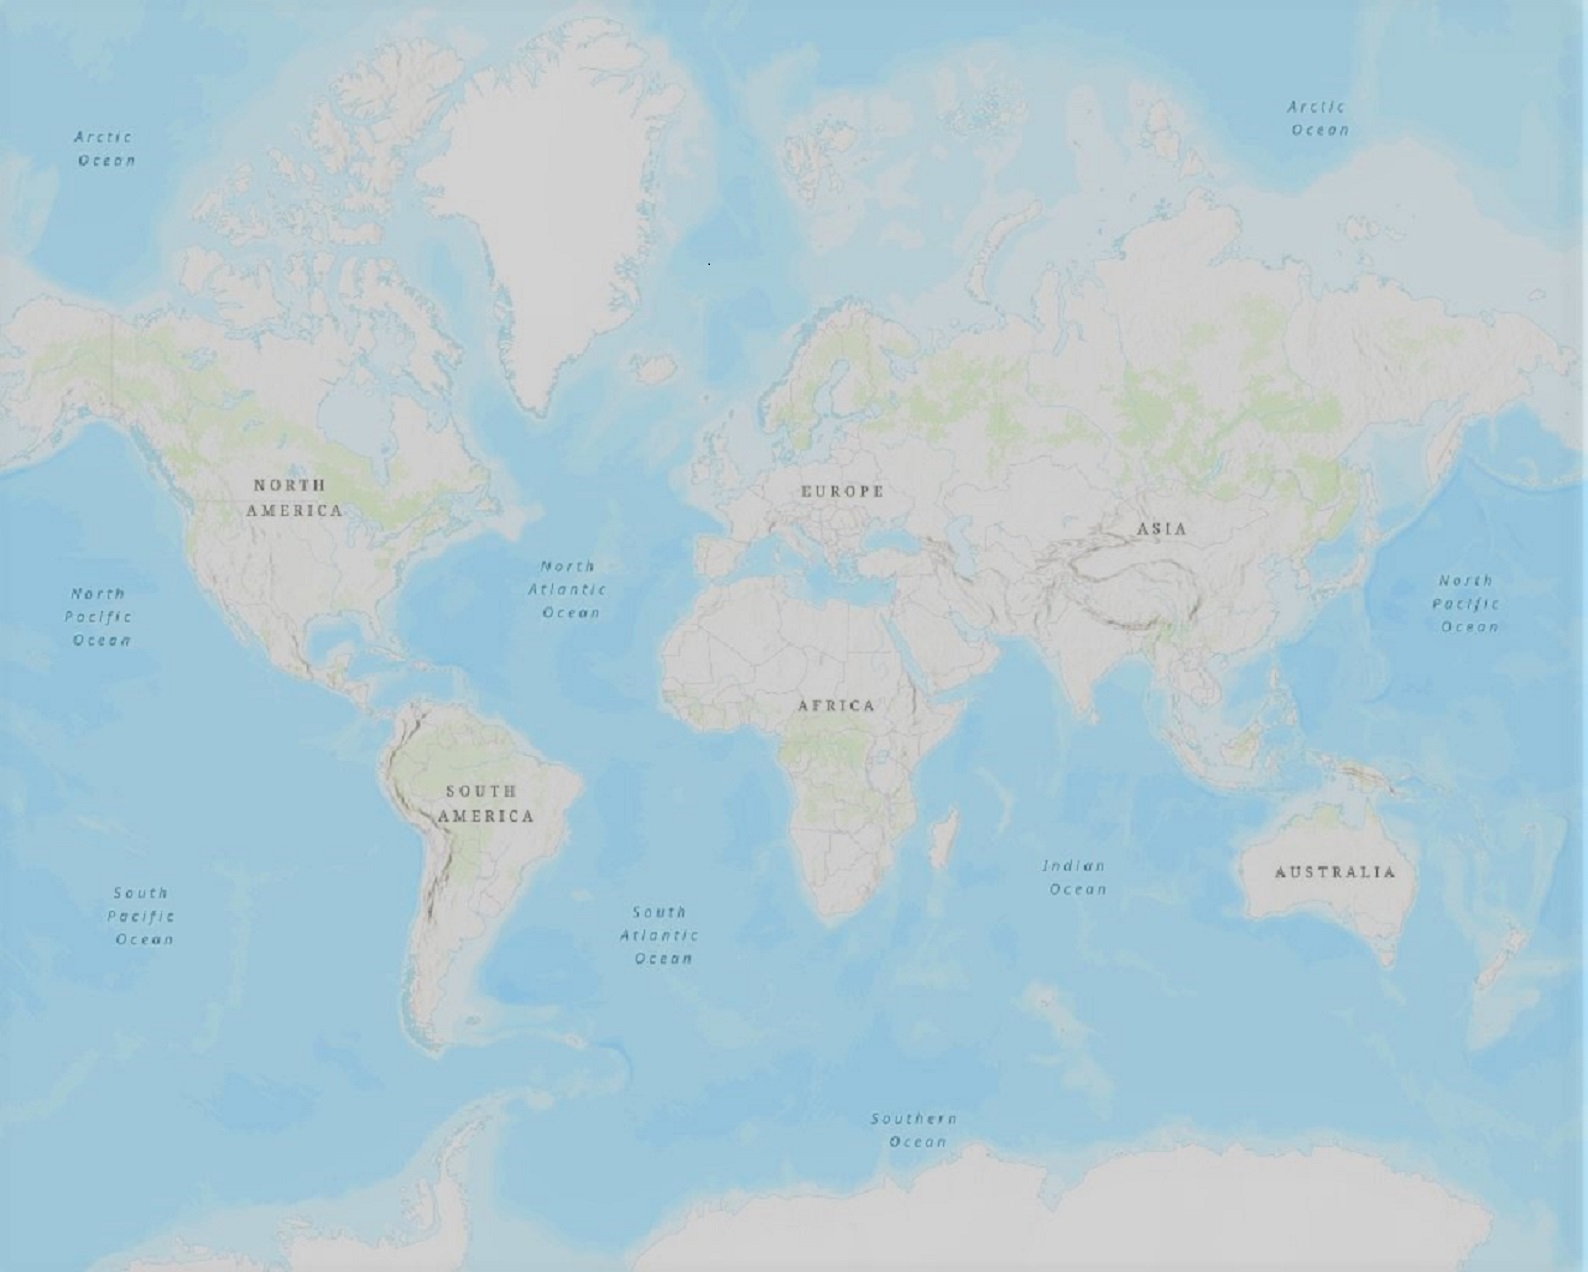 Arctic
Ocean
Arctic
Ocean
NORTH
AMERICA
EUROPE
ASIA
North
Atlantic
Ocean
North
Pacific
Ocean
North
Pacific
Ocean
AFRICA
SOUTH
AMERICA
Indian
Ocean
AUSTRALIA
South
Pacific
Ocean
South
Atlantic
Ocean
Southern
Ocean